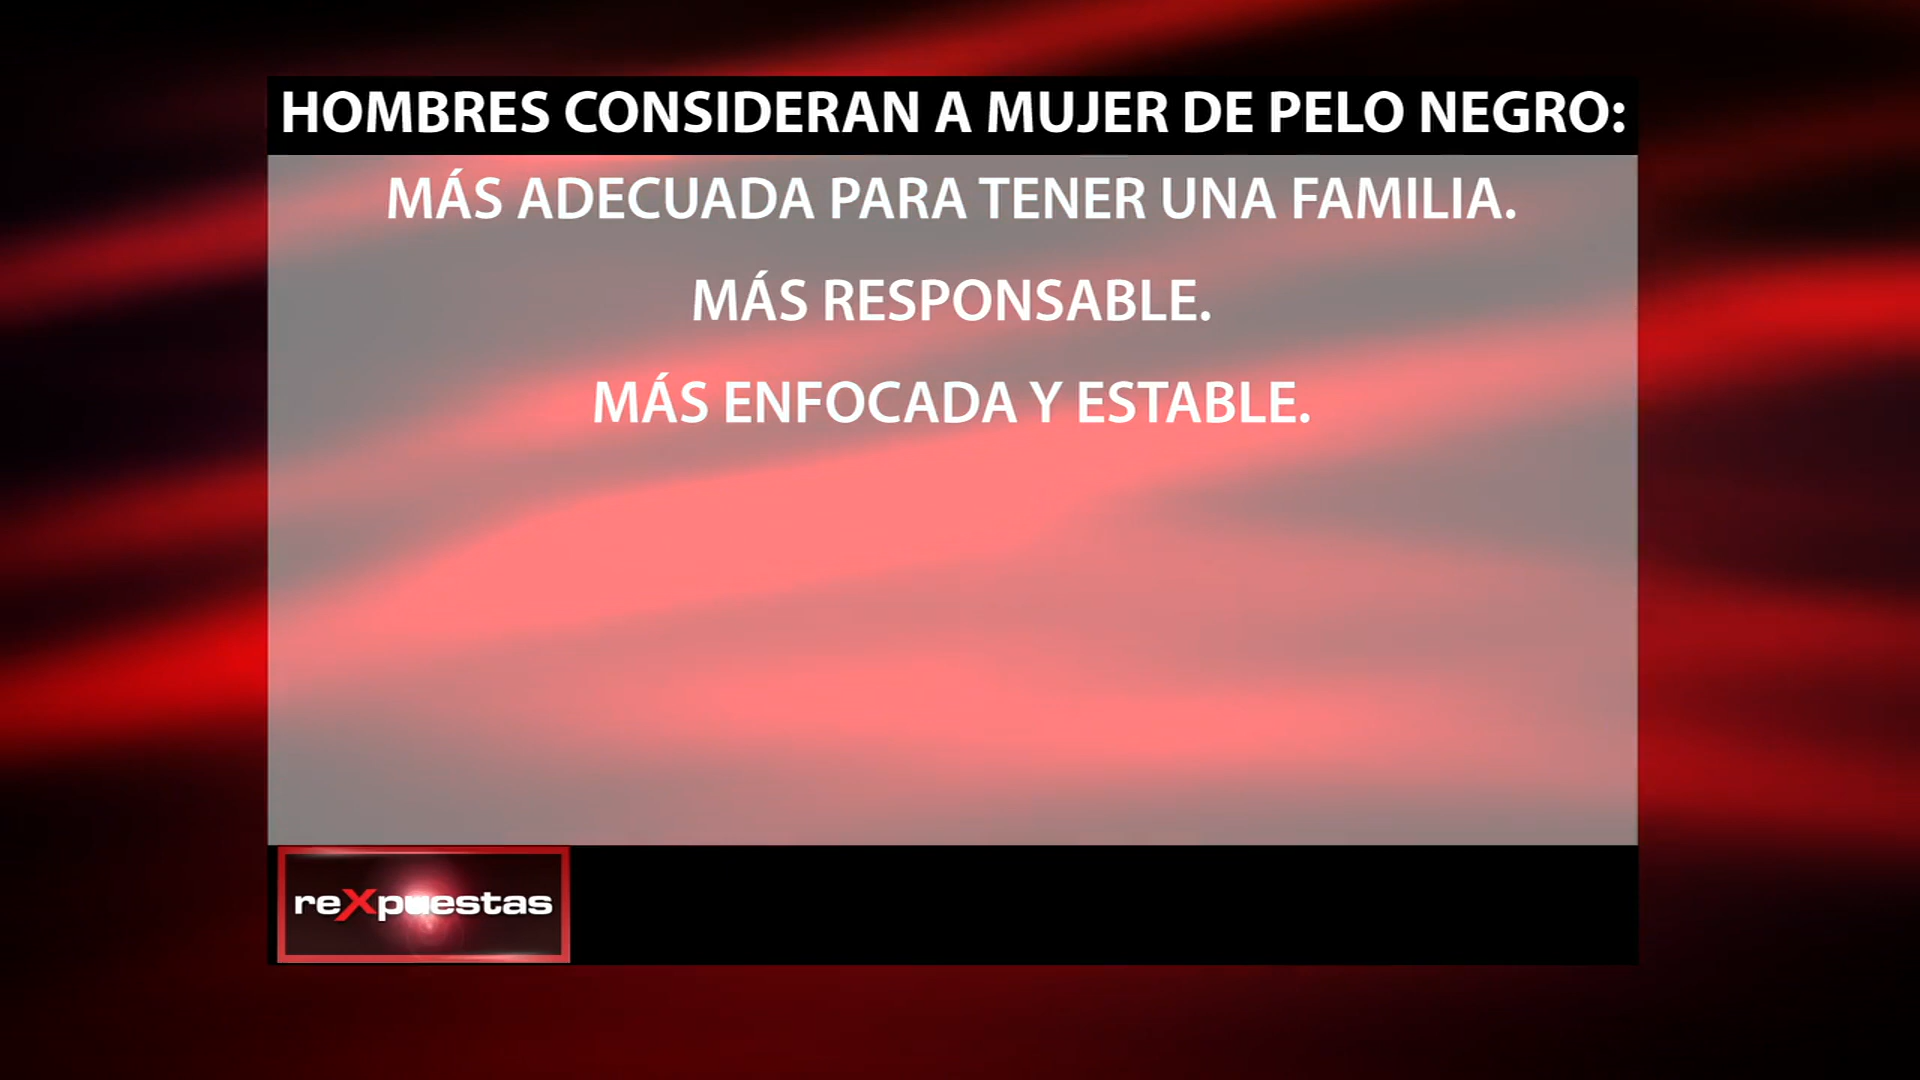 HOMBRES CONSIDERAN A MUJER DE PELO NEGRO:
MÁS ADECUADA PARA TENER UNA FAMILIA.
MÁS RESPONSABLE.
MÁS ENFOCADA Y ESTABLE.
reXpuestas